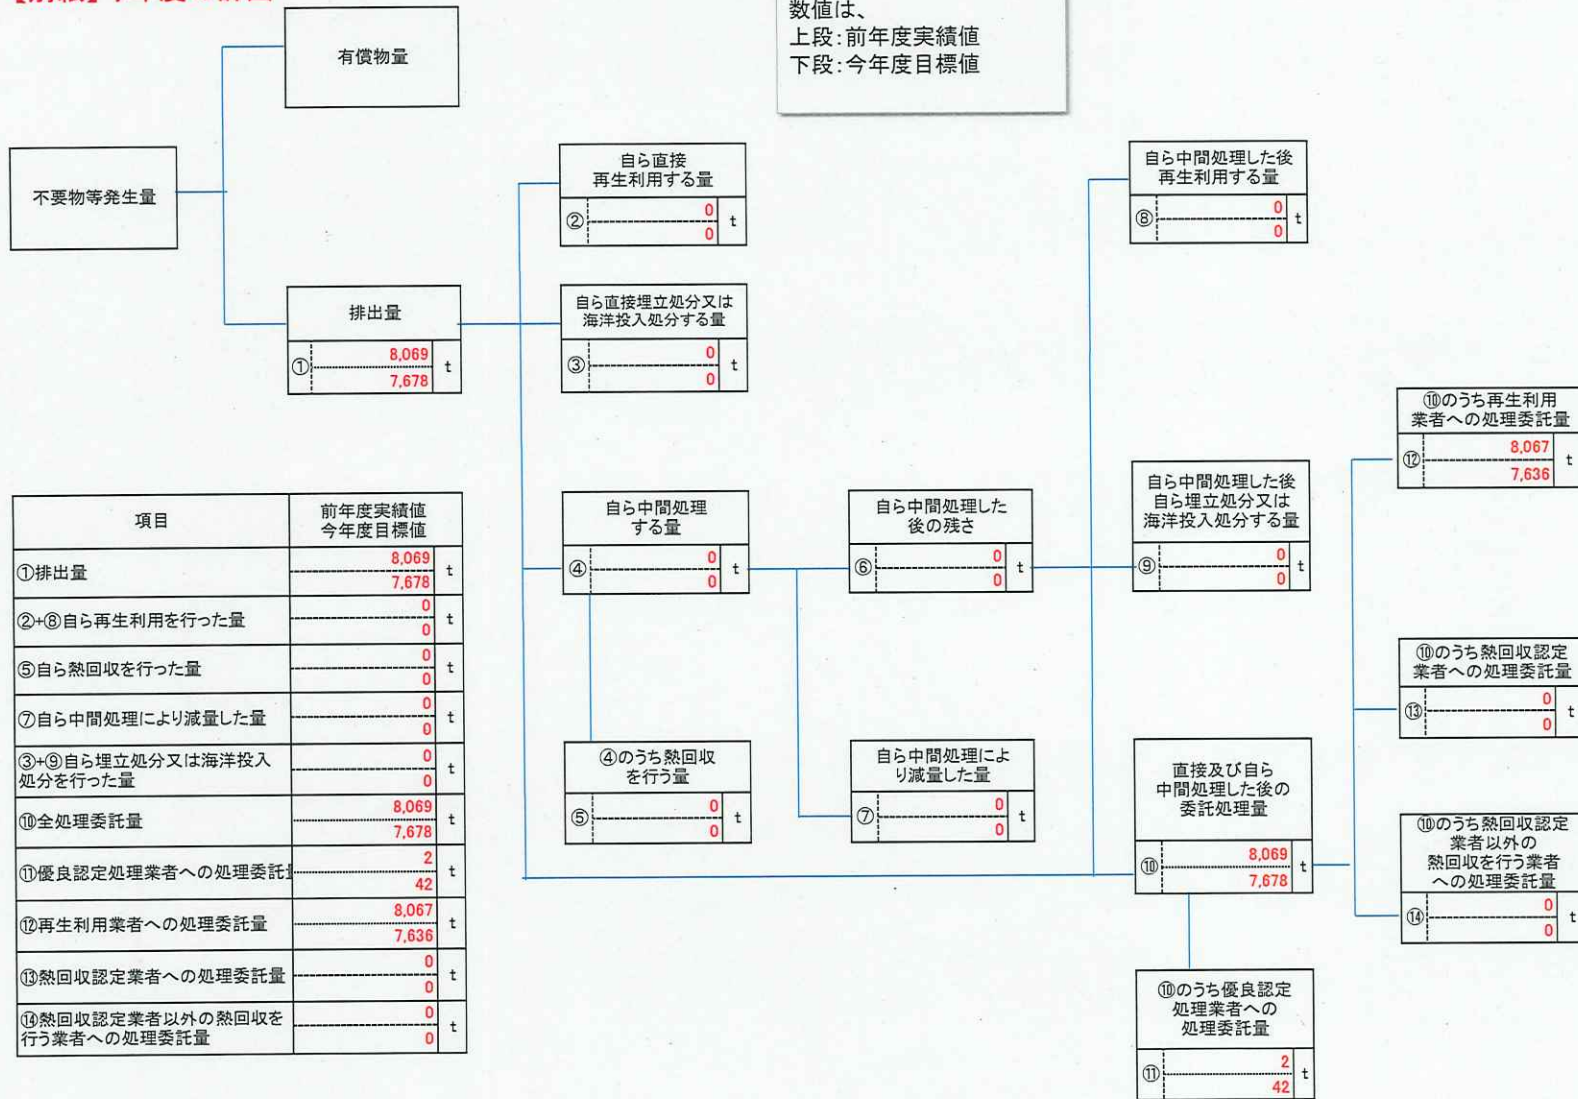 数値は、
上段:前年度実績値
下段:今年度目標値
有償物量
不要物等発生量
排出量
①
8,069
7,678
t
自ら直接
再生利用する量
②
0
0
t
自ら直接埋立処分又は
海洋投入処分する量
③
0
0
t
自ら中間処理した後
再生利用する量
⑧
0
0
t
自ら中間処理
する量
④
0
0
t
自ら中間処理した
後の残さ
⑥
0
0
t
自ら中間処理した後
自ら埋立処分又は
海洋投入処分する量
⑨
0
0
t
④のうち熱回収
を行う量
⑤
0
0
t
自ら中間処理によ
り減量した量
⑦
0
0
t
直接及び自ら
中間処理した後の
委託処理量
⑩
8,069
7,678
t
⑩のうち優良認定
処理業者への
処理委託量
⑪
2
42
t
⑩のうち再生利用
業者への処理委託量
⑫
8,067
7,636
t
⑩のうち熱回収認定
業者への処理委託量
⑬
0
0
t
⑩のうち熱回収認定
業者以外の
熱回収を行う業者
への処理委託量
⑭
0
0
t
項目
前年度実績値
今年度目標値
①排出量
8,069
7,678
t
②+⑧自ら再生利用を行った量
0
0
t
⑤自ら熱回収を行った量
0
0
t
⑦自ら中間処理により減量した量
0
0
t
③+⑨自ら埋立処分又は海洋投入
処分を行った量
0
0
t
⑩全処理委託量
8,069
7,678
t
⑪優良認定処理業者への処理委託
2
42
t
⑫再生利用業者への処理委託量
8,067
7,636
t
⑬熱回収認定業者への処理委託量
0
0
t
⑭熱回収認定業者以外の熱回収を
行う業者への処理委託量
0
0
t